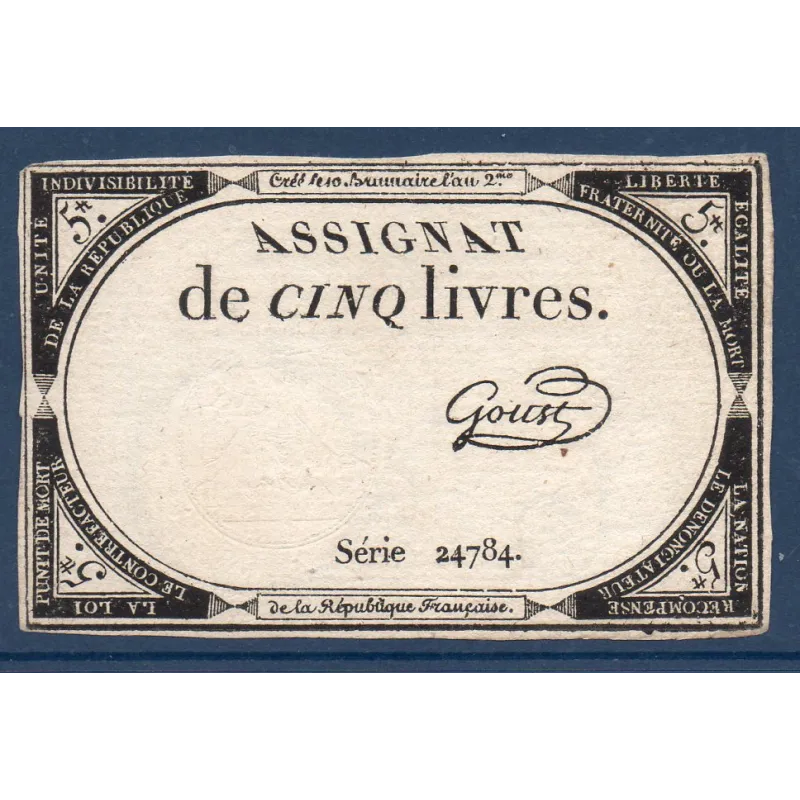 Créé le 10 Brumaire l'an 2.me
UNITE INDIVISIBILITE
DE LA REPUBLIQUE
5#
LIBERTE EGALITE
FRATERNITE OU LA MORT
5#
ASSIGNAT
de CINQ livres.
Goust
Série 24784.
LA LOI PUNIT DE MORT
LE CONTREFACTEUR
5#
LA NATION RECOMPENSE
LE DENONCIATEUR
5#
de la République Française.